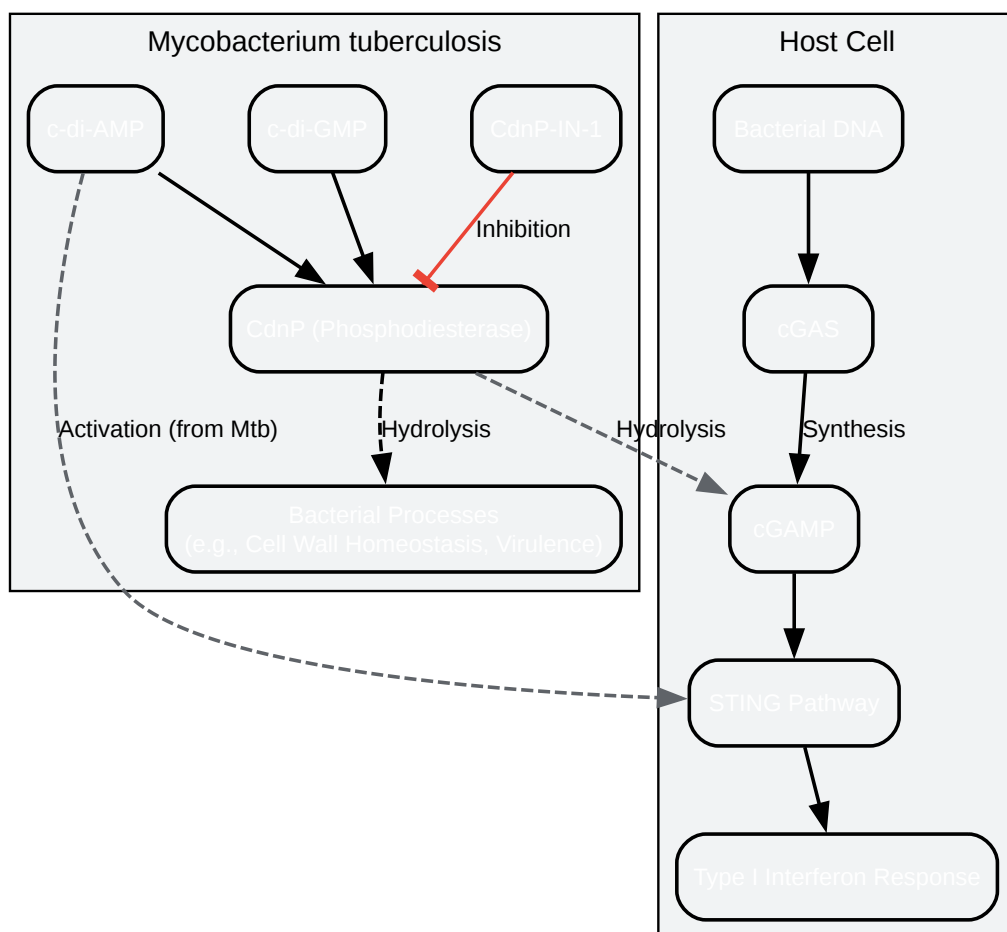 Mycobacterium tuberculosis
Host Cell
c-di-AMP
c-di-GMP
CdnP-IN-1
Bacterial DNA
Inhibition
CdnP (Phosphodiesterase)
cGAS
Activation (from Mtb)
Hydrolysis
Hydrolysis
Synthesis
Bacterial Processes
(e.g., Cell Wall Homeostasis, Virulence)
cGAMP
STING Pathway
Type I Interferon Response